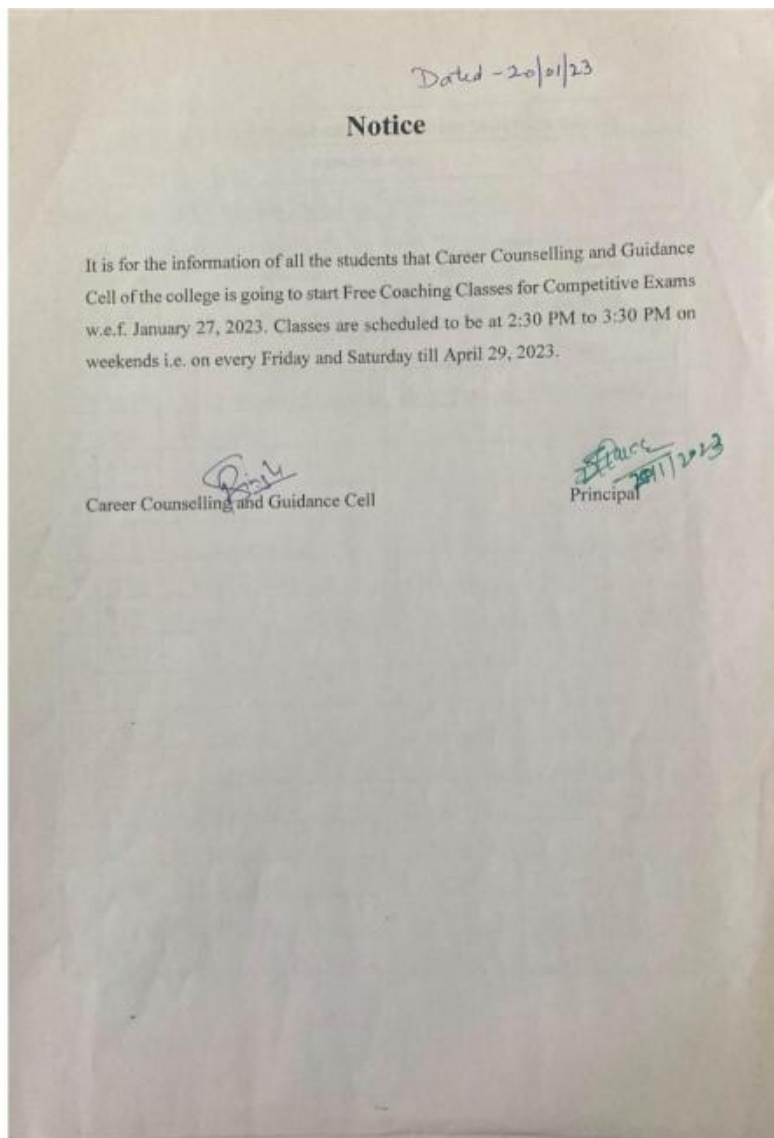 Dated - 20/01/23
Notice
It is for the information of all the students that Career Counselling and Guidance
Cell of the college is going to start Free Coaching Classes for Competitive Exams
w.e.f. January 27, 2023. Classes are scheduled to be at 2:30 PM to 3:30 PM on
weekends i.e. on every Friday and Saturday till April 29, 2023.
20/1/2023
Career Counselling and Guidance Cell Principal